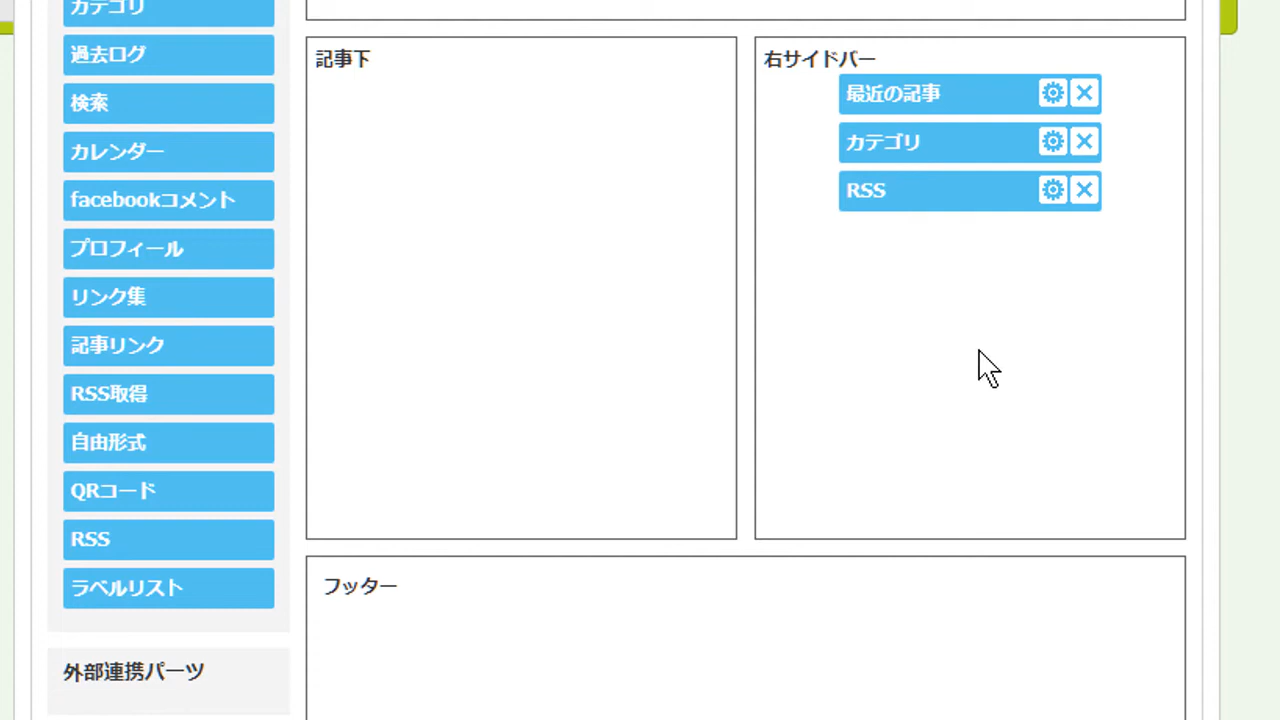 カテゴリ
過去ログ
検索
カレンダー
facebookコメント
プロフィール
リンク集
記事リンク
RSS取得
自由形式
QRコード
RSS
ラベルリスト
外部連携パーツ
記事下
右サイドバー
最近の記事
カテゴリ
RSS
フッター